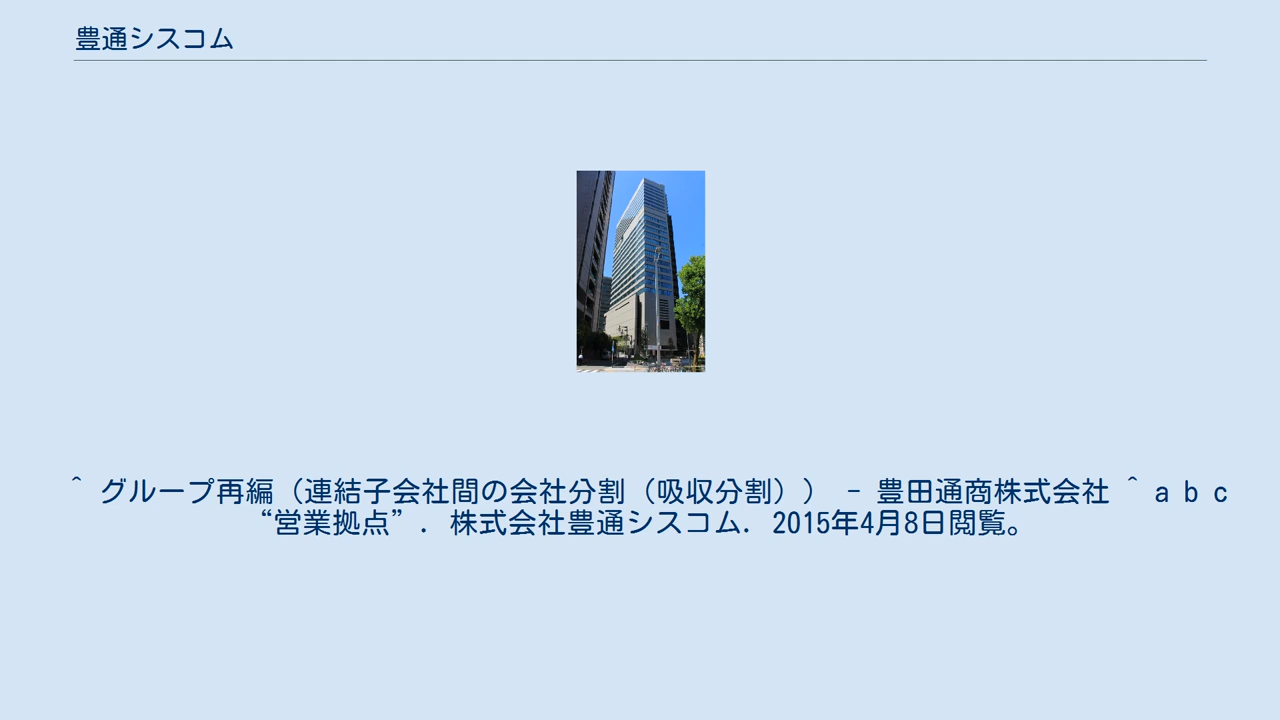 豊通シスコム
^ グループ再編（連結子会社間の会社分割（吸収分割）） - 豊田通商株式会社 ^ a b c
“営業拠点”. 株式会社豊通シスコム. 2015年4月8日閲覧。